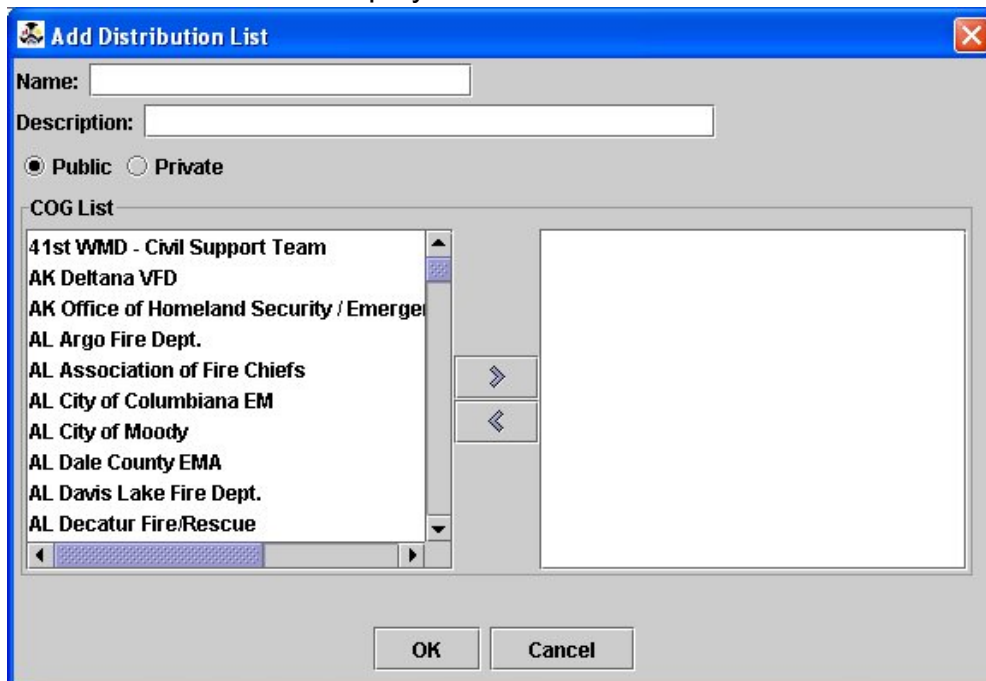 Add Distribution List
Name:
Description:
Public Private
COG List
41st WMD - Civil Support Team
AK Deltana VFD
AK Office of Homeland Security / Emerge
AL Argo Fire Dept.
AL Association of Fire Chiefs
AL City of Columbiana EM
AL City of Moody
AL Dale County EMA
AL Davis Lake Fire Dept.
AL Decatur Fire/Rescue
OK Cancel